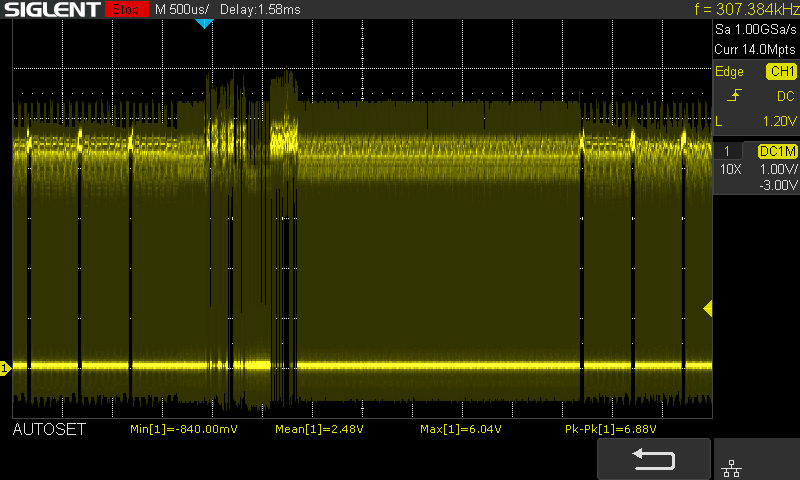 SIGLENT Stop M 500us/ Delay:1.58ms f = 307.384kHz
Sa 1.00GSa/s
Curr 14.0Mpts
Edge CH1
DC
L 1.20V
1 DC1M
10X 1.00V/
-3.00V
1
AUTOSET Min[1]=-840.00mV Mean[1]=2.48V Max[1]=6.04V Pk-Pk[1]=6.88V